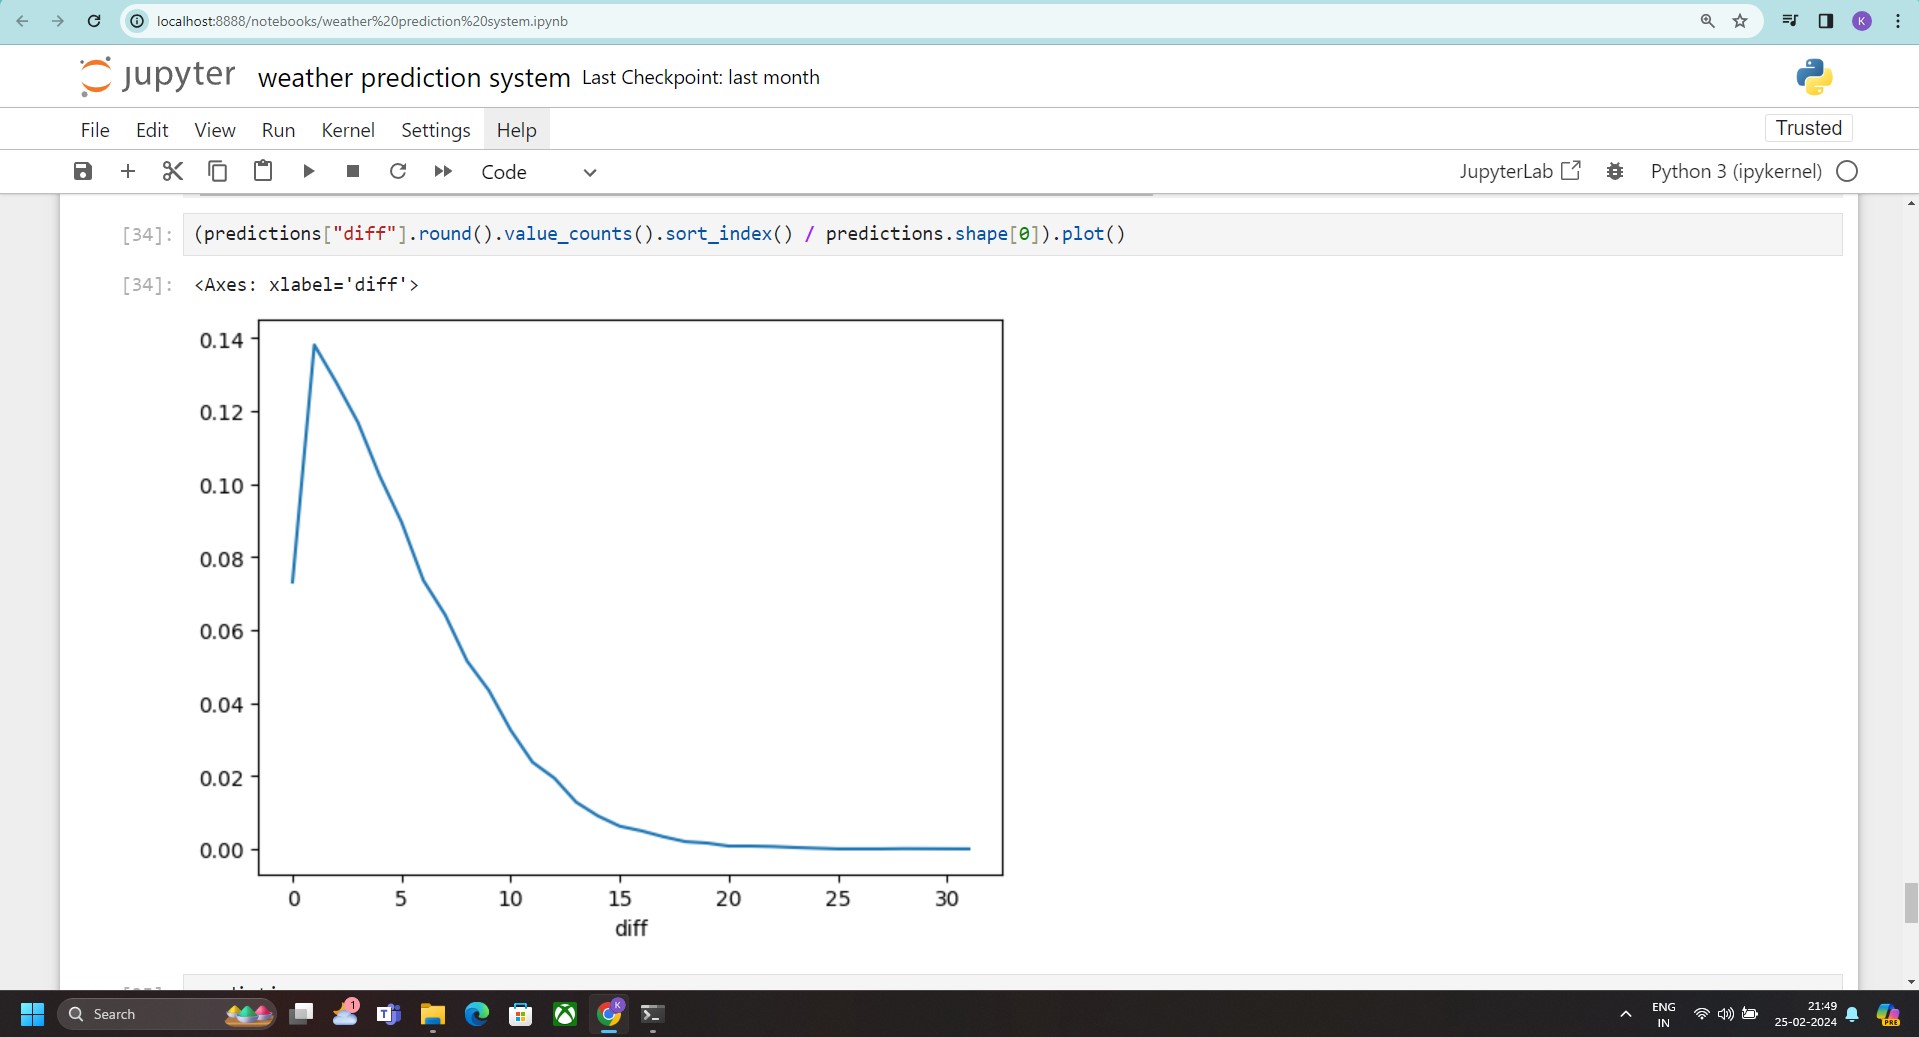 localhost:8888/notebooks/weather%20prediction%20system.ipynb
K
jupyter weather prediction system Last Checkpoint: last month
File Edit View Run Kernel Settings Help
Trusted
Code
JupyterLab
Python 3 (ipykernel)
[34]: (predictions["diff"].round().value_counts().sort_index() / predictions.shape[0]).plot()
[34]: <Axes: xlabel='diff'>
0.14
0.12
0.10
0.08
0.06
0.04
0.02
0.00
0 5 10 15 20 25 30
diff
Search
1
K
ENG
IN
21:49
25-02-2024
PRE